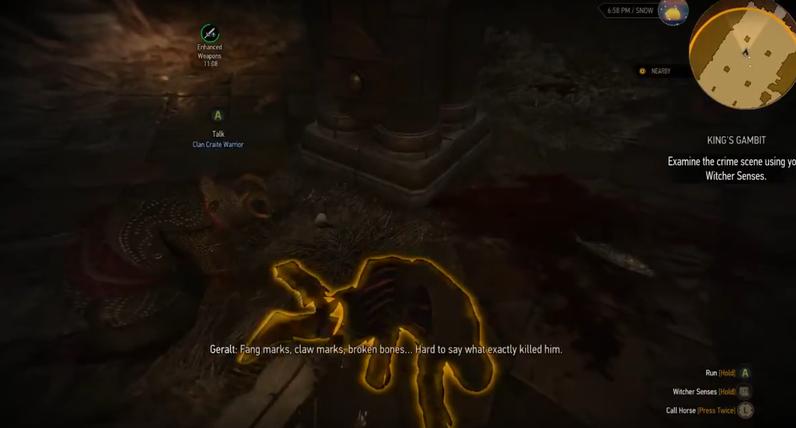 6:58 PM / SNOW
Enhanced
Weapons
11:08
NEARBY
A
Talk
Clan Craite Warrior
KING'S GAMBIT
Examine the crime scene using yo
Witcher Senses.
Geralt: Fang marks, claw marks, broken bones... Hard to say what exactly killed him.
Run [Hold] A
Witcher Senses [Hold]
Call Horse [Press Twice] L